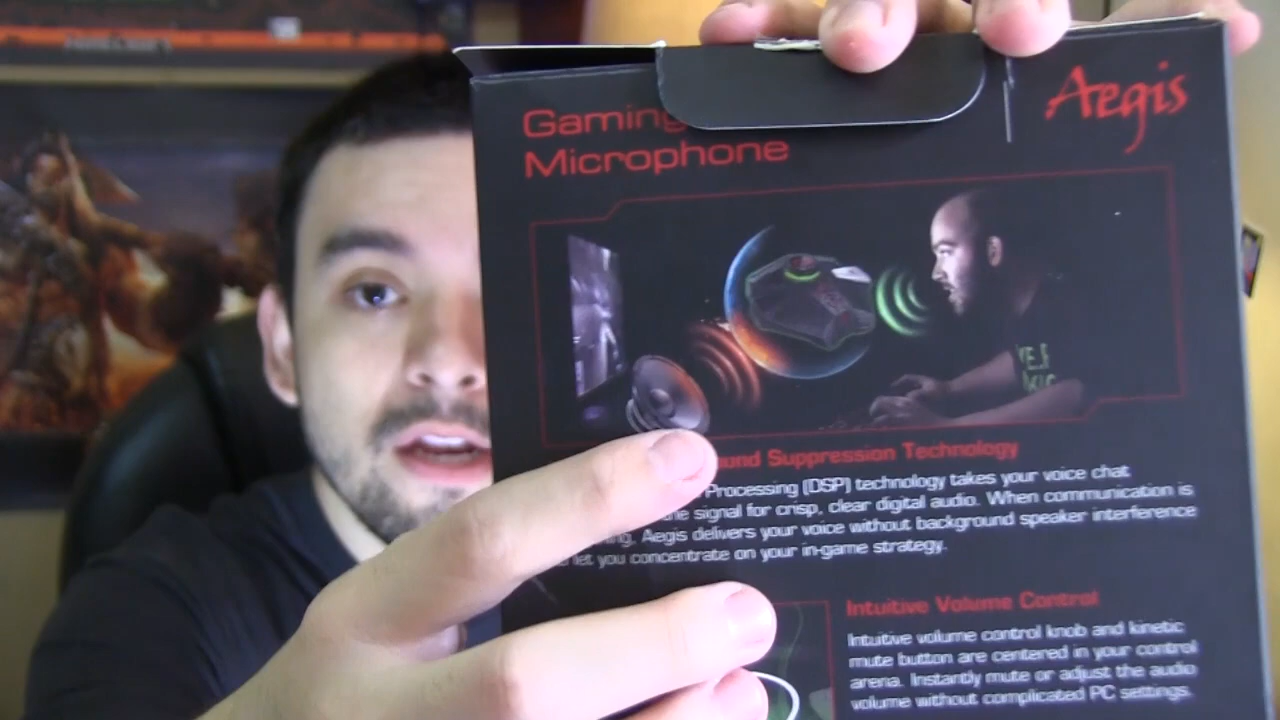 Gaming
Microphone
Aegis
Suppression Technology
Processing (DSP) technology takes your voice chat
signal for crisp, clear digital audio. When communication is
Aegis delivers your voice without background speaker interference
let you concentrate on your in-game strategy.
Intuitive Volume Control
Intuitive volume control knob and kinetic
mute button are centered in your control
arena. Instantly mute or adjust the audio
volume without complicated PC settings.